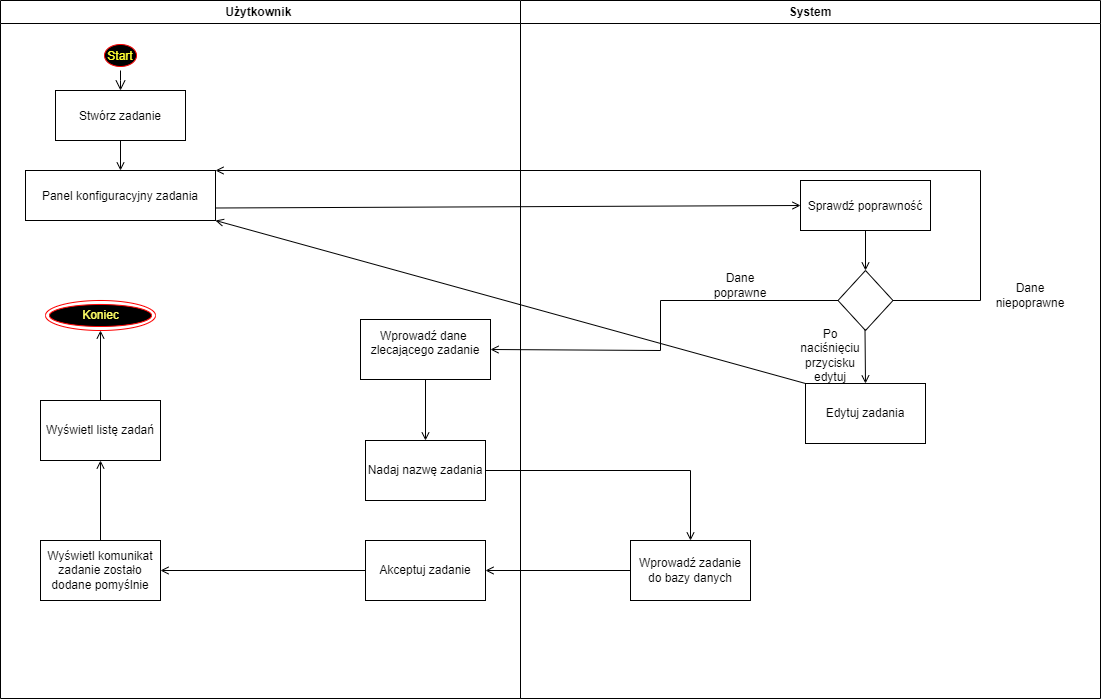 Użytkownik
System
Start
Stwórz zadanie
Panel konfiguracyjny zadania
Sprawdź poprawność
Dane
poprawne
Dane
niepoprawne
Koniec
Wprowadź dane
zlecającego zadanie
Po
naciśnięciu
przycisku
edytuj
Edytuj zadania
Wyświetl listę zadań
Nadaj nazwę zadania
Wyświetl komunikat
zadanie zostało
dodane pomyślnie
Akceptuj zadanie
Wprowadź zadanie
do bazy danych